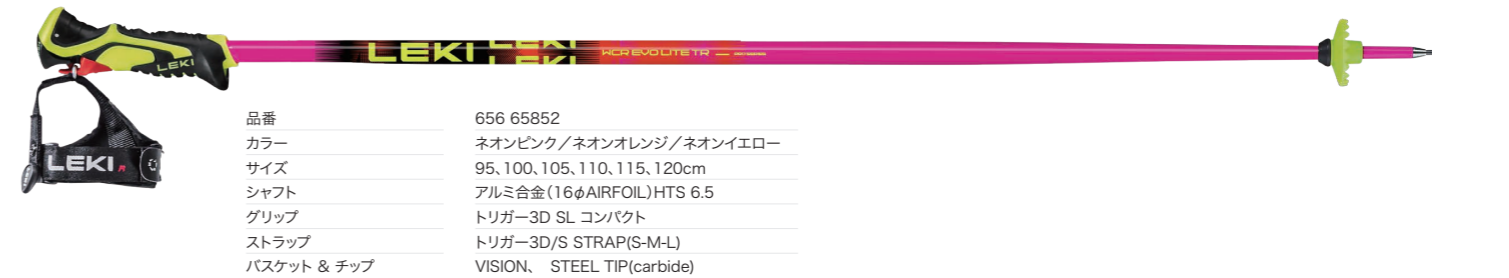 LEKI LEKI WCR EVO LITE TR
LEKI
LEKI
品番 656 65852
カラー ネオンピンク／ネオンオレンジ／ネオンイエロー
サイズ 95、100、105、110、115、120cm
シャフト アルミ合金（16φAIRFOIL）HTS 6.5
グリップ トリガー3D SL コンパクト
ストラップ トリガー3D/S STRAP(S-M-L)
バスケット & チップ VISION、 STEEL TIP(carbide)